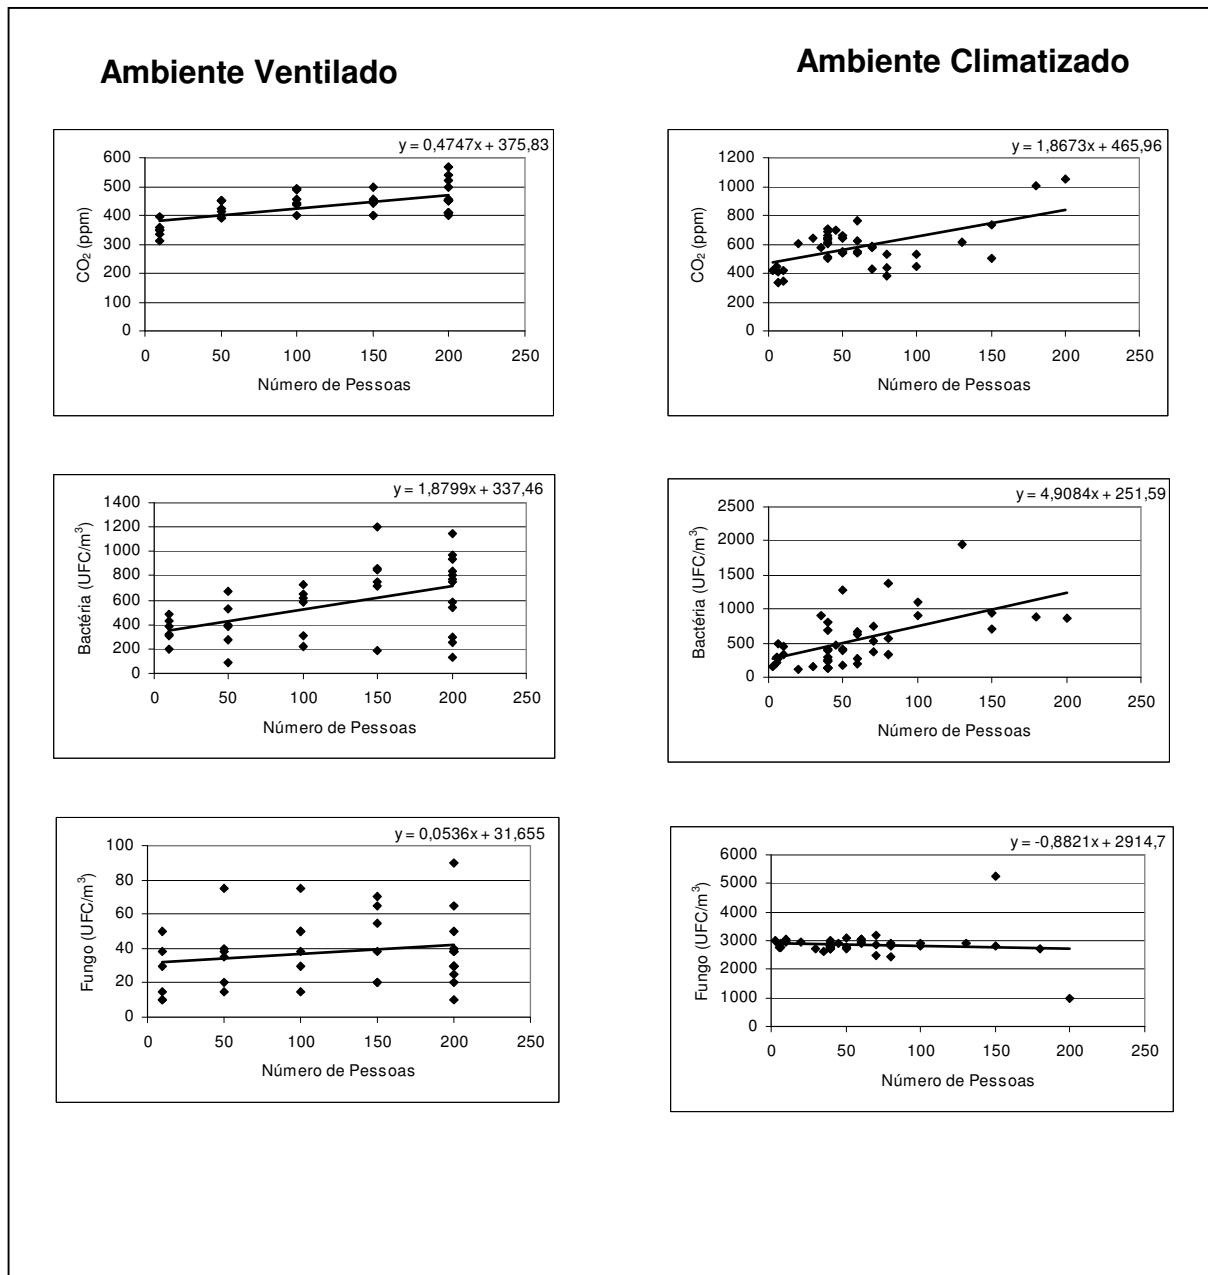 Ambiente Ventilado
Ambiente Climatizado
y = 0,4747x + 375,83
CO₂ (ppm)
600
500
400
300
200
100
0
0 50 100 150 200 250
Número de Pessoas
y = 1,8673x + 465,96
CO₂ (ppm)
1200
1000
800
600
400
200
0
0 50 100 150 200 250
Número de Pessoas
y = 1,8799x + 337,46
Bactéria (UFC/m³)
1400
1200
1000
800
600
400
200
0
0 50 100 150 200 250
Número de Pessoas
y = 4,9084x + 251,59
Bactéria (UFC/m³)
2500
2000
1500
1000
500
0
0 50 100 150 200 250
Número de Pessoas
y = 0,0536x + 31,655
Fungo (UFC/m³)
100
80
60
40
20
0
0 50 100 150 200 250
Número de Pessoas
y = -0,8821x + 2914,7
Fungo (UFC/m³)
6000
5000
4000
3000
2000
1000
0
0 50 100 150 200 250
Número de Pessoas